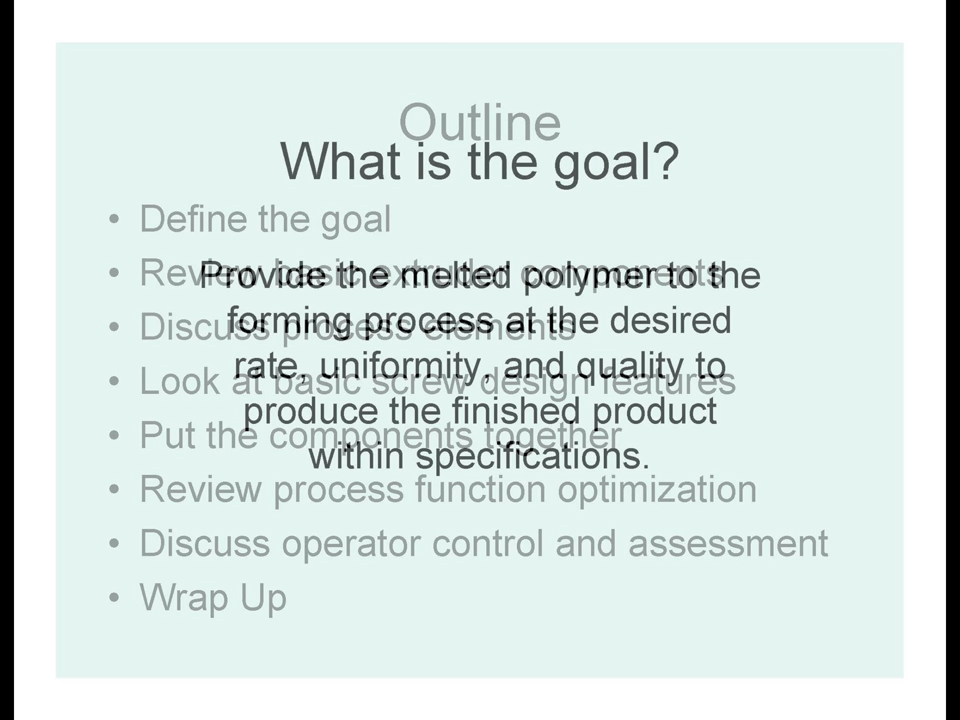 Outline
What is the goal?
• Define the goal
• Review basic extruder components
Provide the melted polymer to the
• Discuss process elements
forming process at the desired
• Look at basic screw design features
rate, uniformity, and quality to
produce the finished product
• Put the components together
within specifications.
• Review process function optimization
• Discuss operator control and assessment
• Wrap Up